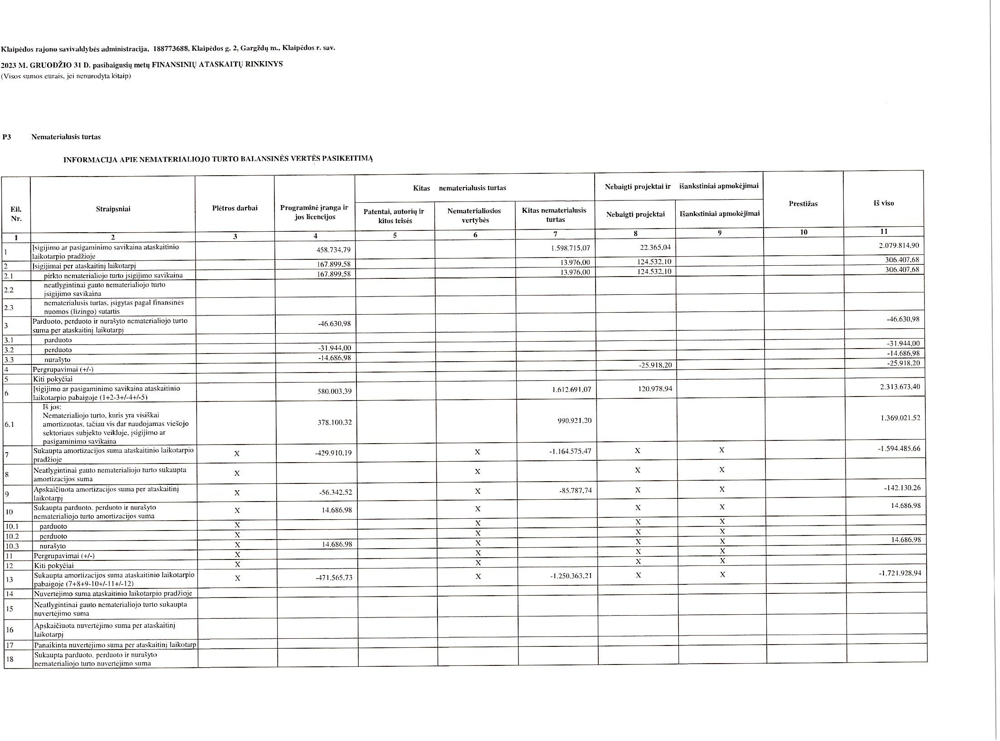 Klaipėdos rajono savivaldybės administracija, 188773688, Klaipėdos g. 2, Gargždų m., Klaipėdos r. sav.
2023 M. GRUODŽIO 31 D. pasibaigusių metų FINANSINIŲ ATASKAITŲ RINKINYS
(Visos sumos eurais, jei nenurodyta kitaip)
P3 Nematerialusis turtas
INFORMACIJA APIE NEMATERIALIOJO TURTO BALANSINĖS VERTĖS PASIKEITIMĄ
Eil. Nr. Straipsniai Plėtros darbai Programinė įranga ir jos licencijos Kitas nematerialusis turtas Nebaigti projektai ir išankstiniai apmokėjimai Prestižas Iš viso
Patentai, autorių ir kitos teisės Nematerialiosios vertybės Kitas nematerialusis turtas Nebaigti projektai Išankstiniai apmokėjimai
1 2 3 4 5 6 7 8 9 10 11
1 Įsigijimo ar pasigaminimo savikaina ataskaitinio
laikotarpio pradžioje 458.734,79 1.598.715,07 22.365,04 2.079.814,90
2 Įsigijimai per ataskaitinį laikotarpį 167.899,58 13.976,00 124.532,10 306.407,68
2.1 pirkto nematerialiojo turto įsigijimo savikaina 167.899,58 13.976,00 124.532,10 306.407,68
2.2 neatlygintinai gauto nematerialiojo turto
įsigijimo savikaina
2.3 nematerialusis turtas, įsigytas pagal finansinės
nuomos (lizingo) sutartis
3 Parduoto, perduoto ir nurašyto nematerialiojo turto
suma per ataskaitinį laikotarpį -46.630,98 -46.630,98
3.1 parduoto
3.2 perduoto -31.944,00 -31.944,00
3.3 nurašyto -14.686,98 -14.686,98
4 Pergrupavimai (+/-) -25.918,20 -25.918,20
5 Kiti pokyčiai
6 Įsigijimo ar pasigaminimo savikaina ataskaitinio
laikotarpio pabaigoje (1+2-3+/-4+/-5) 580.003,39 1.612.691,07 120.978,94 2.313.673,40
6.1 Iš jos:
Nematerialiojo turto, kuris yra visiškai
amortizuotas, tačiau vis dar naudojamas viešojo
sektoriaus subjekto veikloje, įsigijimo ar
pasigaminimo savikaina 378.100,32 990.921,20 1.369.021,52
7 Sukaupta amortizacijos suma ataskaitinio laikotarpio
pradžioje X -429.910,19 X -1.164.575,47 X X -1.594.485,66
8 Neatlygintinai gauto nematerialiojo turto sukaupta
amortizacijos suma X X X X
9 Apskaičiuota amortizacijos suma per ataskaitinį
laikotarpį X -56.342,52 X -85.787,74 X X -142.130,26
10 Sukaupta parduoto, perduoto ir nurašyto
nematerialiojo turto amortizacijos suma X 14.686,98 X X X 14.686,98
10.1 parduoto X X X X
10.2 perduoto X X X X
10.3 nurašyto X 14.686,98 X X X 14.686,98
11 Pergrupavimai (+/-) X X X X
12 Kiti pokyčiai X X X X
13 Sukaupta amortizacijos suma ataskaitinio laikotarpio
pabaigoje (7+8+9-10+/-11+/-12) X -471.565,73 X -1.250.363,21 X X -1.721.928,94
14 Nuvertėjimo suma ataskaitinio laikotarpio pradžioje
15 Neatlygintinai gauto nematerialiojo turto sukaupta
nuvertėjimo suma
16 Apskaičiuota nuvertėjimo suma per ataskaitinį
laikotarpį
17 Panaikinta nuvertėjimo suma per ataskaitinį laikotarp
18 Sukaupta parduoto, perduoto ir nurašyto
nematerialiojo turto nuvertėjimo suma